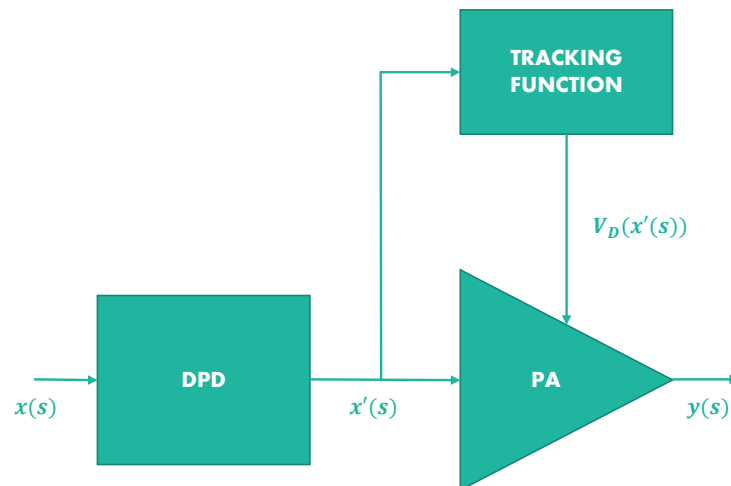 TRACKING
FUNCTION
V_D(x′(s))
DPD
PA
x(s)
x′(s)
y(s)